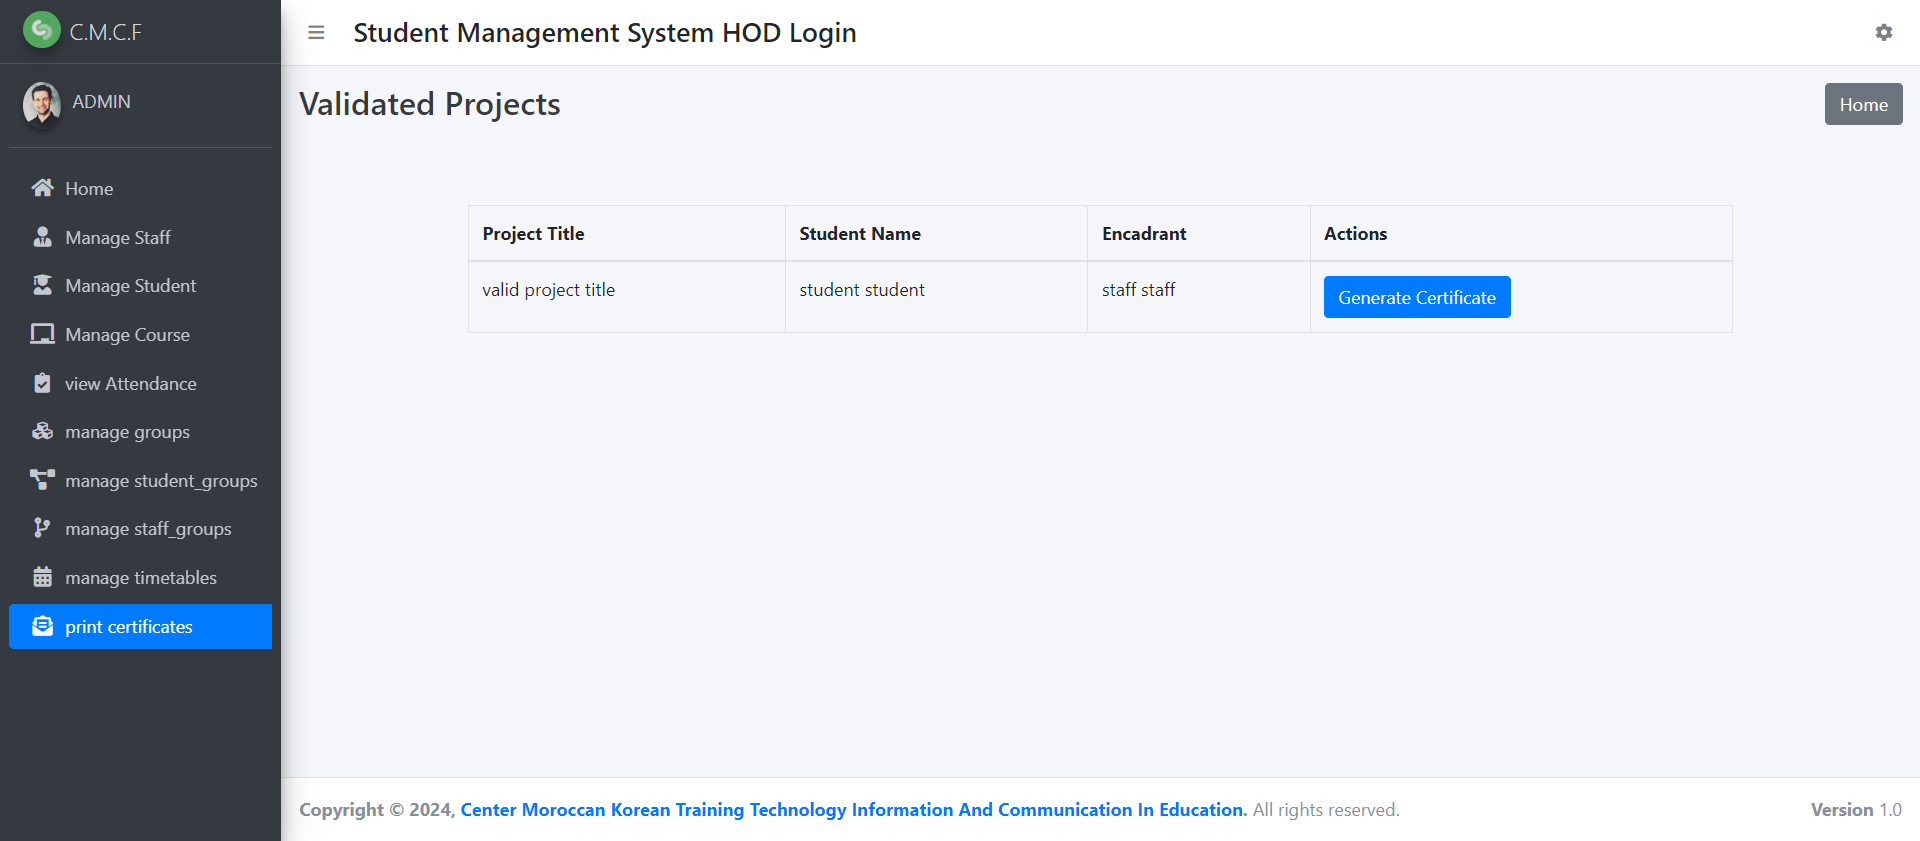 C.M.C.F
Student Management System HOD Login
ADMIN
Validated Projects
Home
Home
Manage Staff
Manage Student
Manage Course
view Attendance
manage groups
manage student_groups
manage staff_groups
manage timetables
print certificates
Project Title Student Name Encadrant Actions
valid project title student student staff staff Generate Certificate
Copyright © 2024, Center Moroccan Korean Training Technology Information And Communication In Education. All rights reserved. Version 1.0